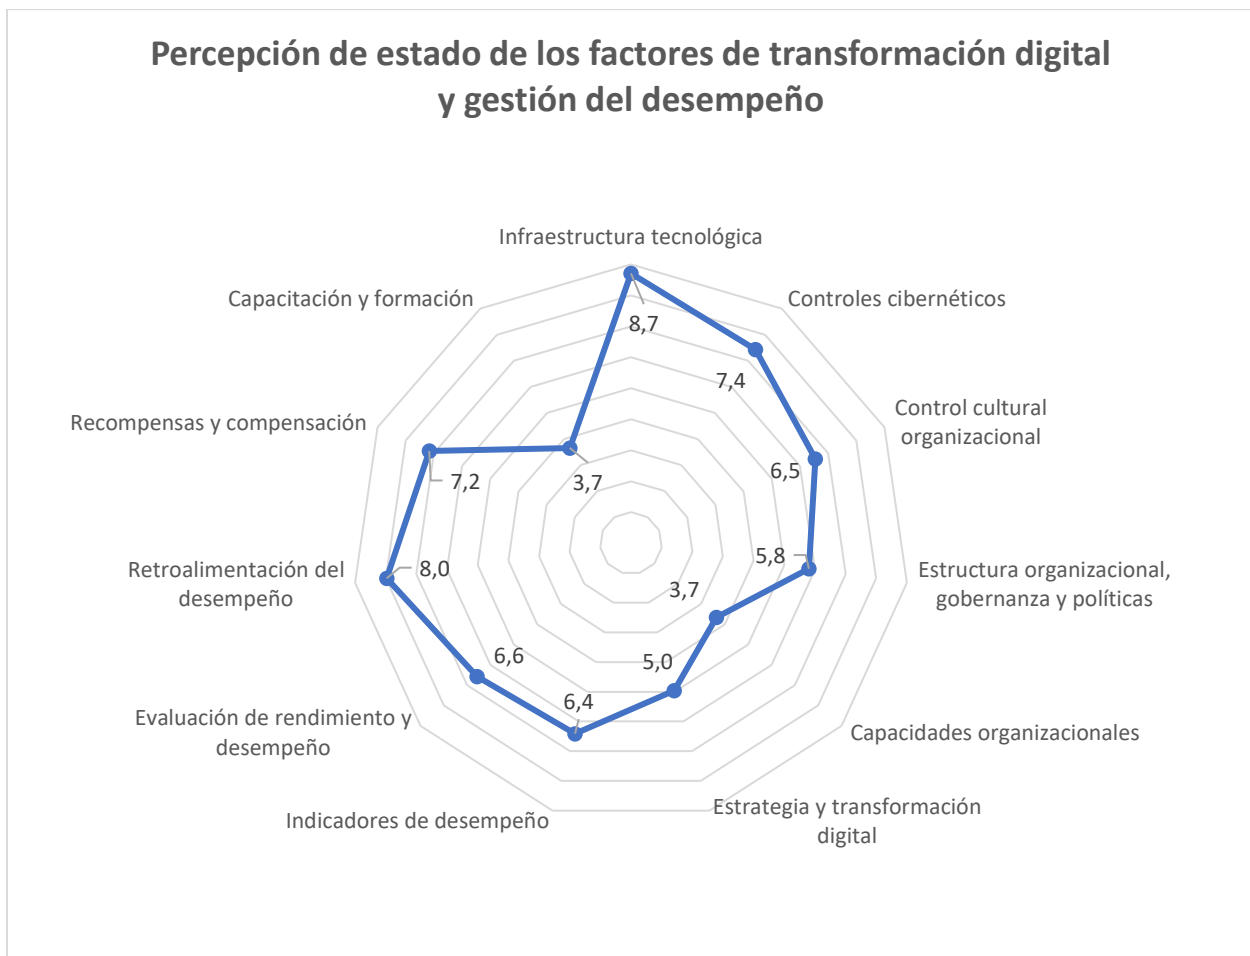 Percepción de estado de los factores de transformación digital
y gestión del desempeño
Infraestructura tecnológica
Capacitación y formación
Controles cibernéticos
8,7
7,4
Recompensas y compensación
Control cultural
organizacional
7,2
3,7
6,5
Retroalimentación del
desempeño
8,0
5,8
Estructura organizacional,
gobernanza y políticas
3,7
6,6
5,0
6,4
Evaluación de rendimiento y
desempeño
Capacidades organizacionales
Indicadores de desempeño
Estrategia y transformación
digital